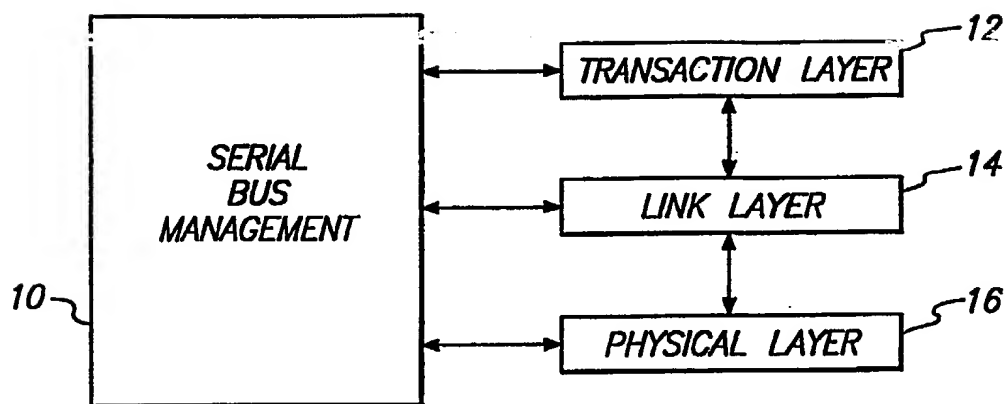 12
TRANSACTION LAYER
SERIAL
BUS
MANAGEMENT
14
LINK LAYER
10
16
PHYSICAL LAYER